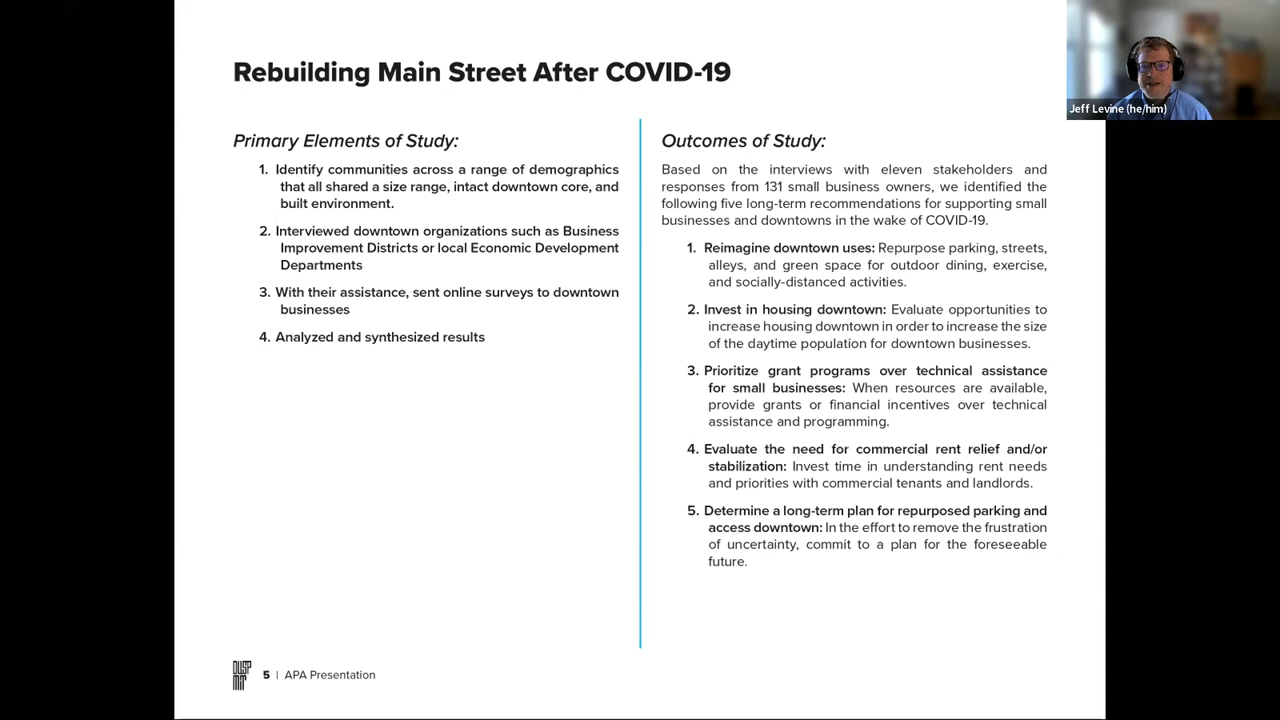 Rebuilding Main Street After COVID-19
Jeff Levine (he/him)
Primary Elements of Study:
1. Identify communities across a range of demographics
that all shared a size range, intact downtown core, and
built environment.
2. Interviewed downtown organizations such as Business
Improvement Districts or local Economic Development
Departments
3. With their assistance, sent online surveys to downtown
businesses
4. Analyzed and synthesized results
Outcomes of Study:
Based on the interviews with eleven stakeholders and
responses from 131 small business owners, we identified the
following five long-term recommendations for supporting small
businesses and downtowns in the wake of COVID-19.
1. Reimagine downtown uses: Repurpose parking, streets,
alleys, and green space for outdoor dining, exercise,
and socially-distanced activities.
2. Invest in housing downtown: Evaluate opportunities to
increase housing downtown in order to increase the size
of the daytime population for downtown businesses.
3. Prioritize grant programs over technical assistance
for small businesses: When resources are available,
provide grants or financial incentives over technical
assistance and programming.
4. Evaluate the need for commercial rent relief and/or
stabilization: Invest time in understanding rent needs
and priorities with commercial tenants and landlords.
5. Determine a long-term plan for repurposed parking and
access downtown: In the effort to remove the frustration
of uncertainty, commit to a plan for the foreseeable
future.
DUSP
MIT
5 | APA Presentation